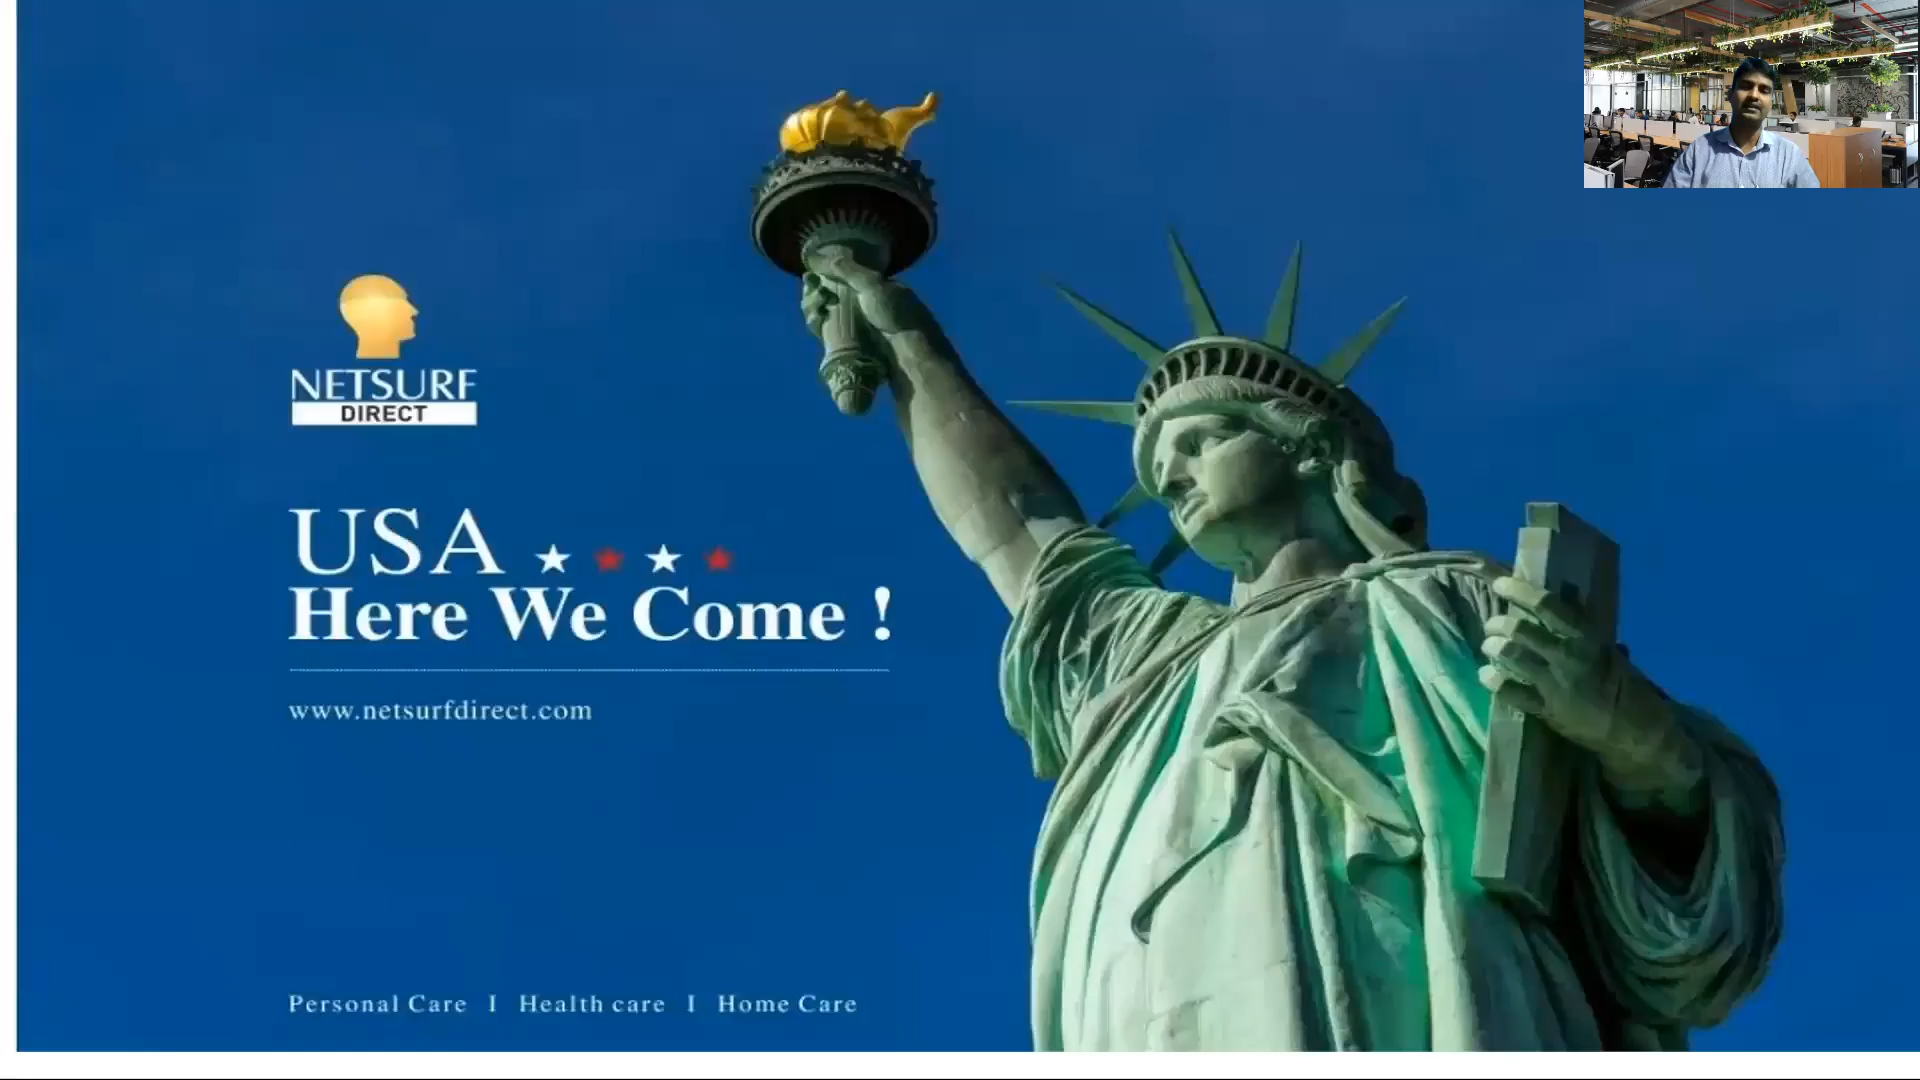 NETSURF
DIRECT
USA
Here We Come !
www.netsurfdirect.com
Personal Care I Health care I Home Care